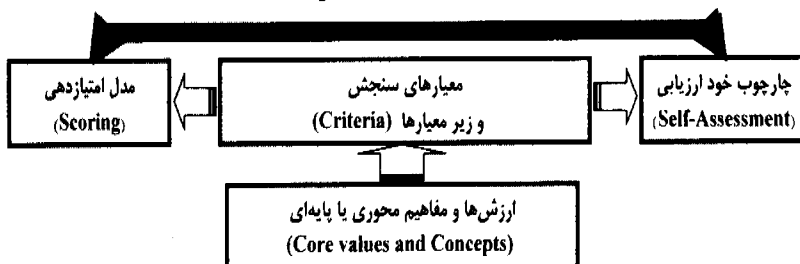 چارچوب خود ارزیابی
(Self-Assessment)
معیارهای سنجش
و زیر معیارها (Criteria)
مدل امتیازدهی
(Scoring)
ارزش‌ها و مفاهیم محوری یا پایه‌ای
(Core values and Concepts)